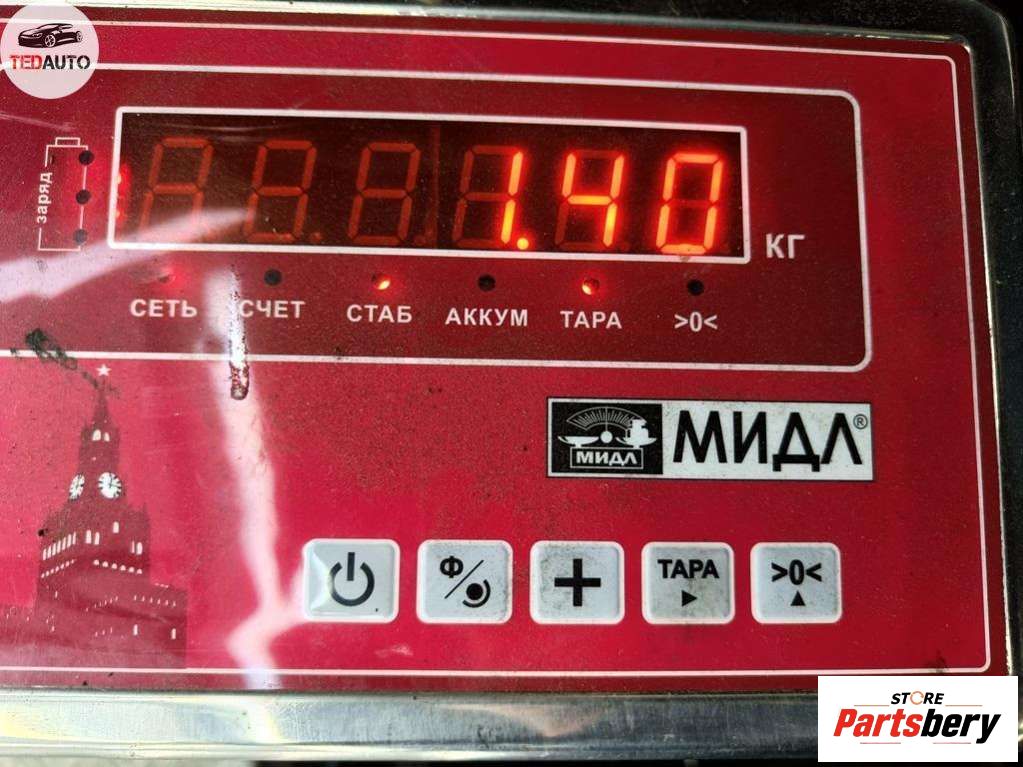 TEDAUTO
заряд
1.40
КГ
СЕТЬ СЧЕТ СТАБ АККУМ ТАРА >0<
МИДЛ МИДЛ®
Ф ТАРА >0<
STORE
Partsbery